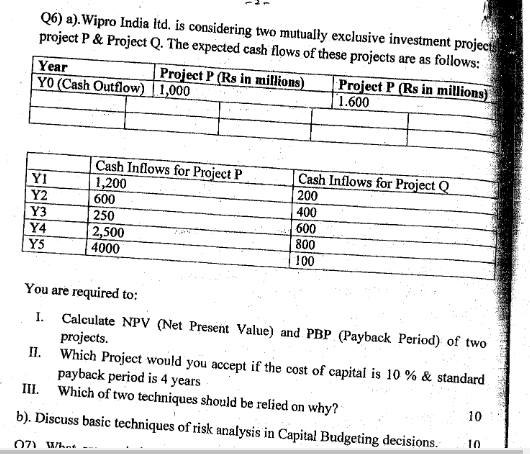 - 2 -
Q6) a).Wipro India ltd. is considering two mutually exclusive investment projects
project P & Project Q. The expected cash flows of these projects are as follows:
Year Project P (Rs in millions) Project P (Rs in millions)
Y0 (Cash Outflow) 1,000 1.600
Cash Inflows for Project P Cash Inflows for Project Q
Y1 1,200 200
Y2 600 400
Y3 250 600
Y4 2,500 800
Y5 4000 100
You are required to:
I. Calculate NPV (Net Present Value) and PBP (Payback Period) of two
projects.
II. Which Project would you accept if the cost of capital is 10 % & standard
payback period is 4 years
III. Which of two techniques should be relied on why?
10
b). Discuss basic techniques of risk analysis in Capital Budgeting decisions. 10
Q7)